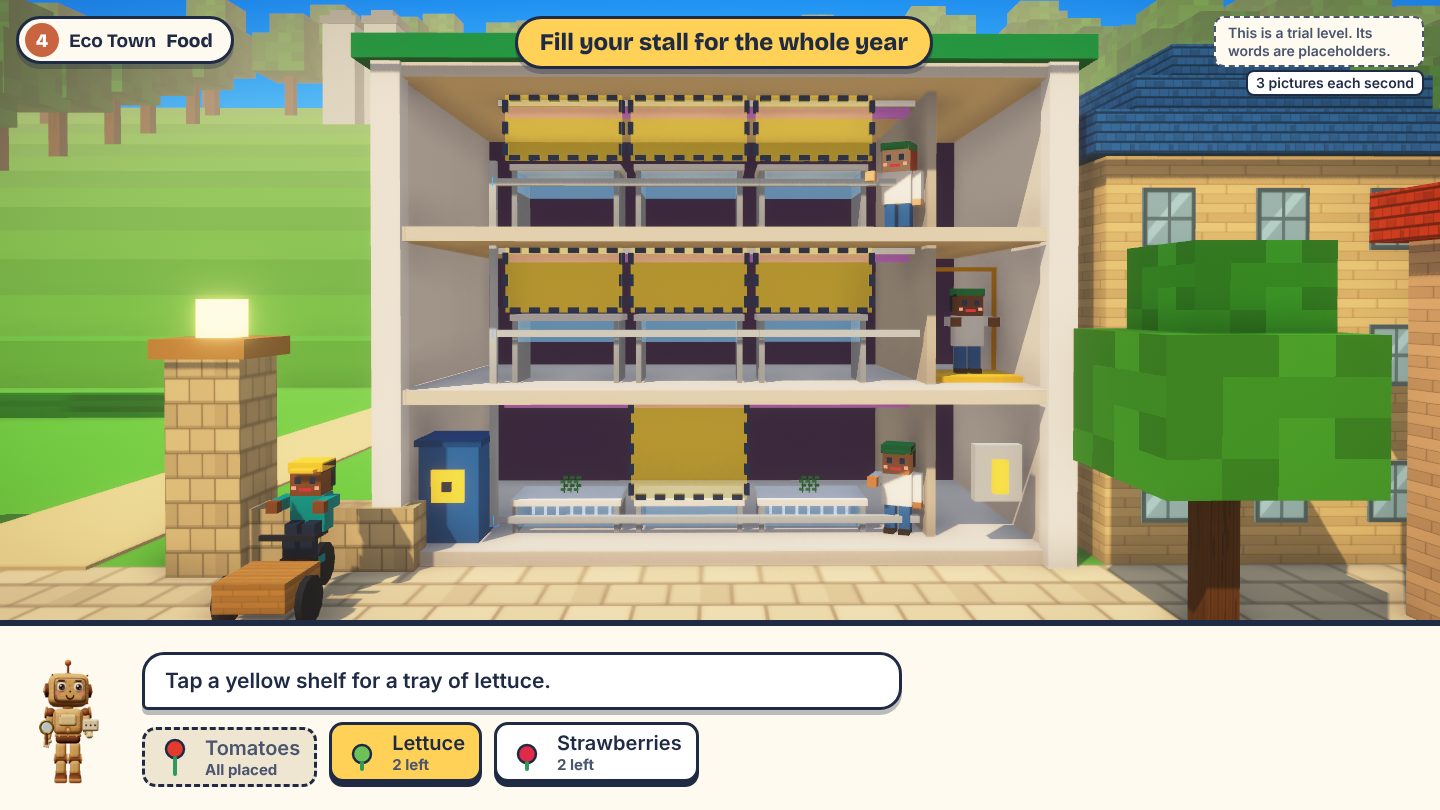 4 Eco Town Food
Fill your stall for the whole year
This is a trial level. Its
words are placeholders.
3 pictures each second
Tap a yellow shelf for a tray of lettuce.
Tomatoes
All placed
Lettuce
2 left
Strawberries
2 left